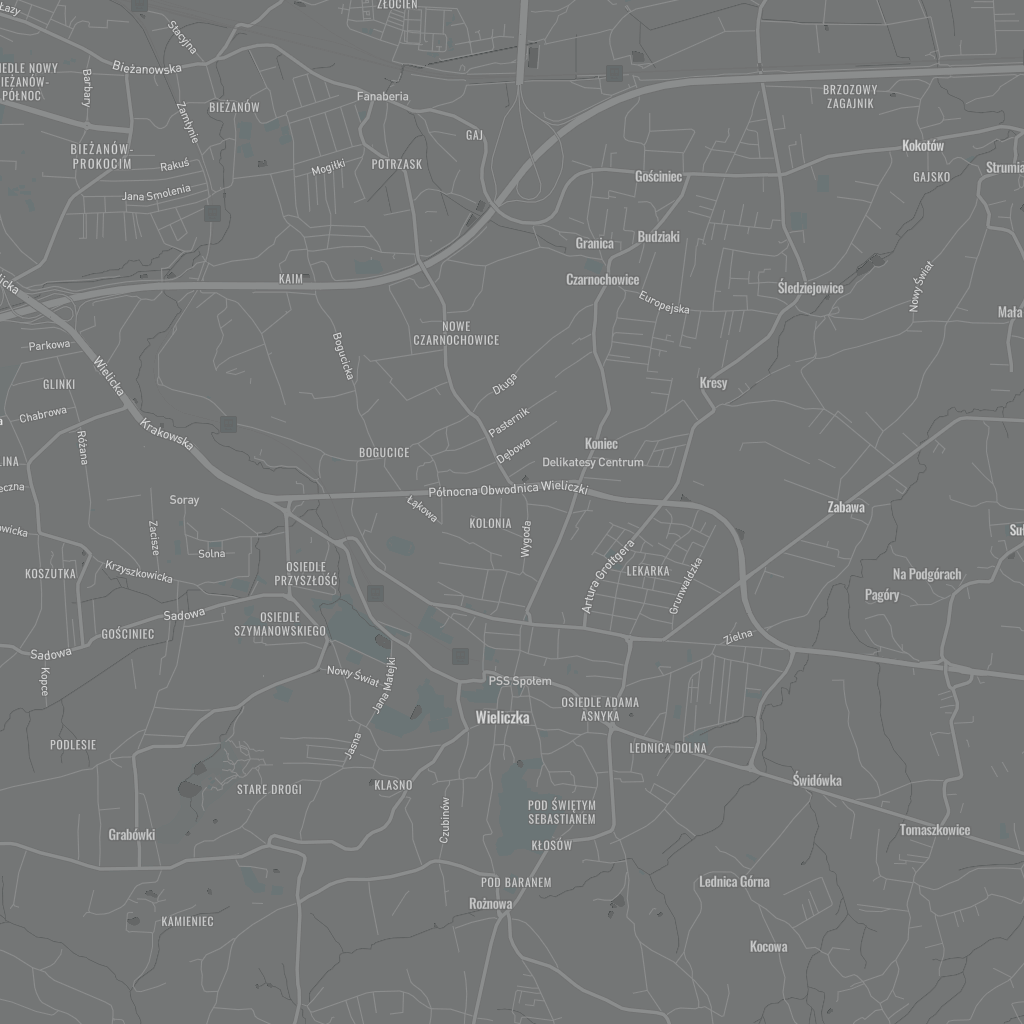 ZŁOCIEŃ
Łazy
Stacyjna
Bieżanowska
Barbary
Fanaberia
BRZOZOWY
ZAGAJNIK
BIEŻANÓW
Zamłynie
GAJ
Kokotów
BIEŻANÓW-
PROKOCIM
Rakuś
Mogiłki
POTRZASK
Gościniec
GAJSKO
Jana Smolenia
Granica
Budziaki
KAIM
Czarnochowice
Europejska
Śledziejowice
Nowy Świat
Mała
NOWE
CZARNOCHOWICE
Parkowa
Bogucicka
Wielicka
GLINKI
Długa
Kresy
Chabrowa
Pasternik
Krakowska
Różana
BOGUCICE
Dębowa
Koniec
Delikatesy Centrum
Północna Obwodnica Wieliczki
Soray
Łąkowa
Zabawa
KOLONIA
Zacisze
Wygoda
Solna
Artura Grottgera
OSIEDLE
PRZYSZŁOŚĆ
LEKARKA
Grunwaldzka
KOSZUTKA
Krzyszkowicka
Na Podgórach
Pagóry
Sadowa
GOŚCINIEC
OSIEDLE
SZYMANOWSKIEGO
Zielna
Sadowa
Kopce
Nowy Świat
Jana Matejki
PSS Społem
OSIEDLE ADAMA
ASNYKA
Wieliczka
PODLESIE
Jasna
LEDNICA DOLNA
STARE DROGI
KLASNO
Świdówka
Czubinów
POD ŚWIĘTYM
SEBASTIANEM
Grabówki
KŁOSÓW
Tomaszkowice
POD BARANEM
Lednica Górna
Rożnowa
KAMIENIEC
Kocowa